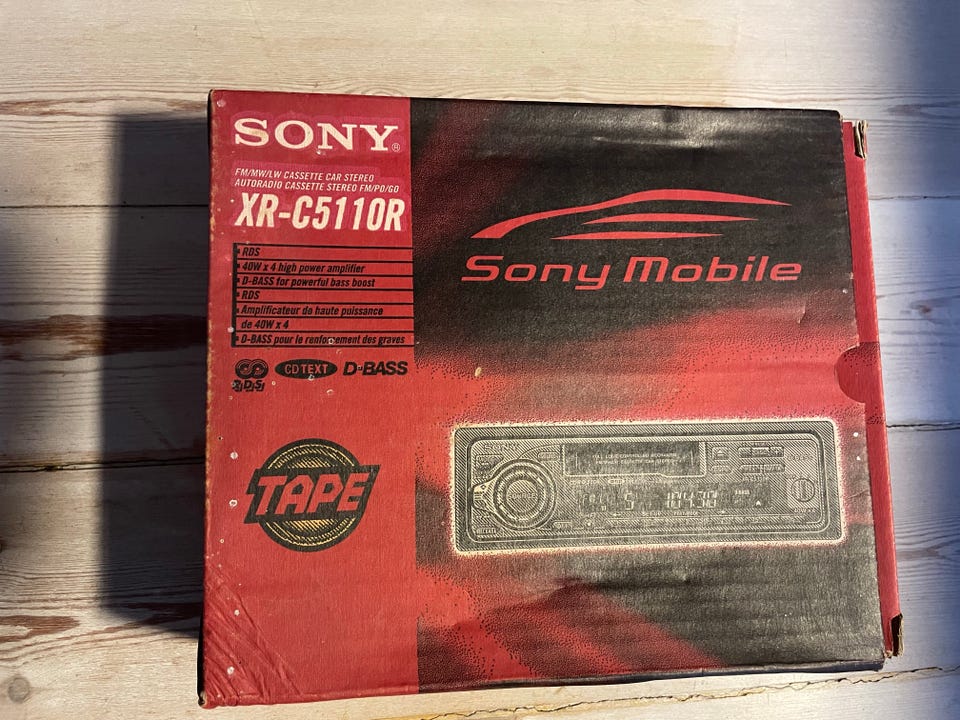 SONY®
FM/MW/LW CASSETTE CAR STEREO
AUTORADIO CASSETTE STEREO FM/PO/GO
XR-C5110R
RDS
40W x 4 high power amplifier
D-BASS for powerful bass boost
RDS
Amplificateur de haute puissance
de 40W x 4
D-BASS pour le renforcement des graves
RDS
CD TEXT
D-BASS
TAPE
Sony Mobile